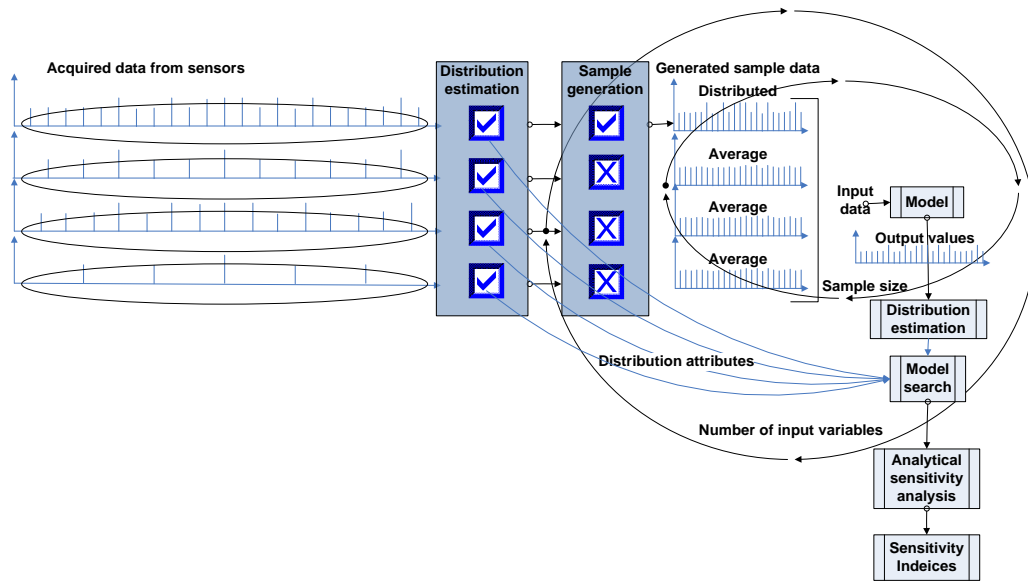 Acquired data from sensors
Distribution
estimation
Sample
generation
Generated sample data
Distributed
Average
Average
Average
Input
data
Model
Output values
Sample size
Distribution
estimation
Distribution attributes
Model
search
Number of input variables
Analytical
sensitivity
analysis
Sensitivity
Indeices